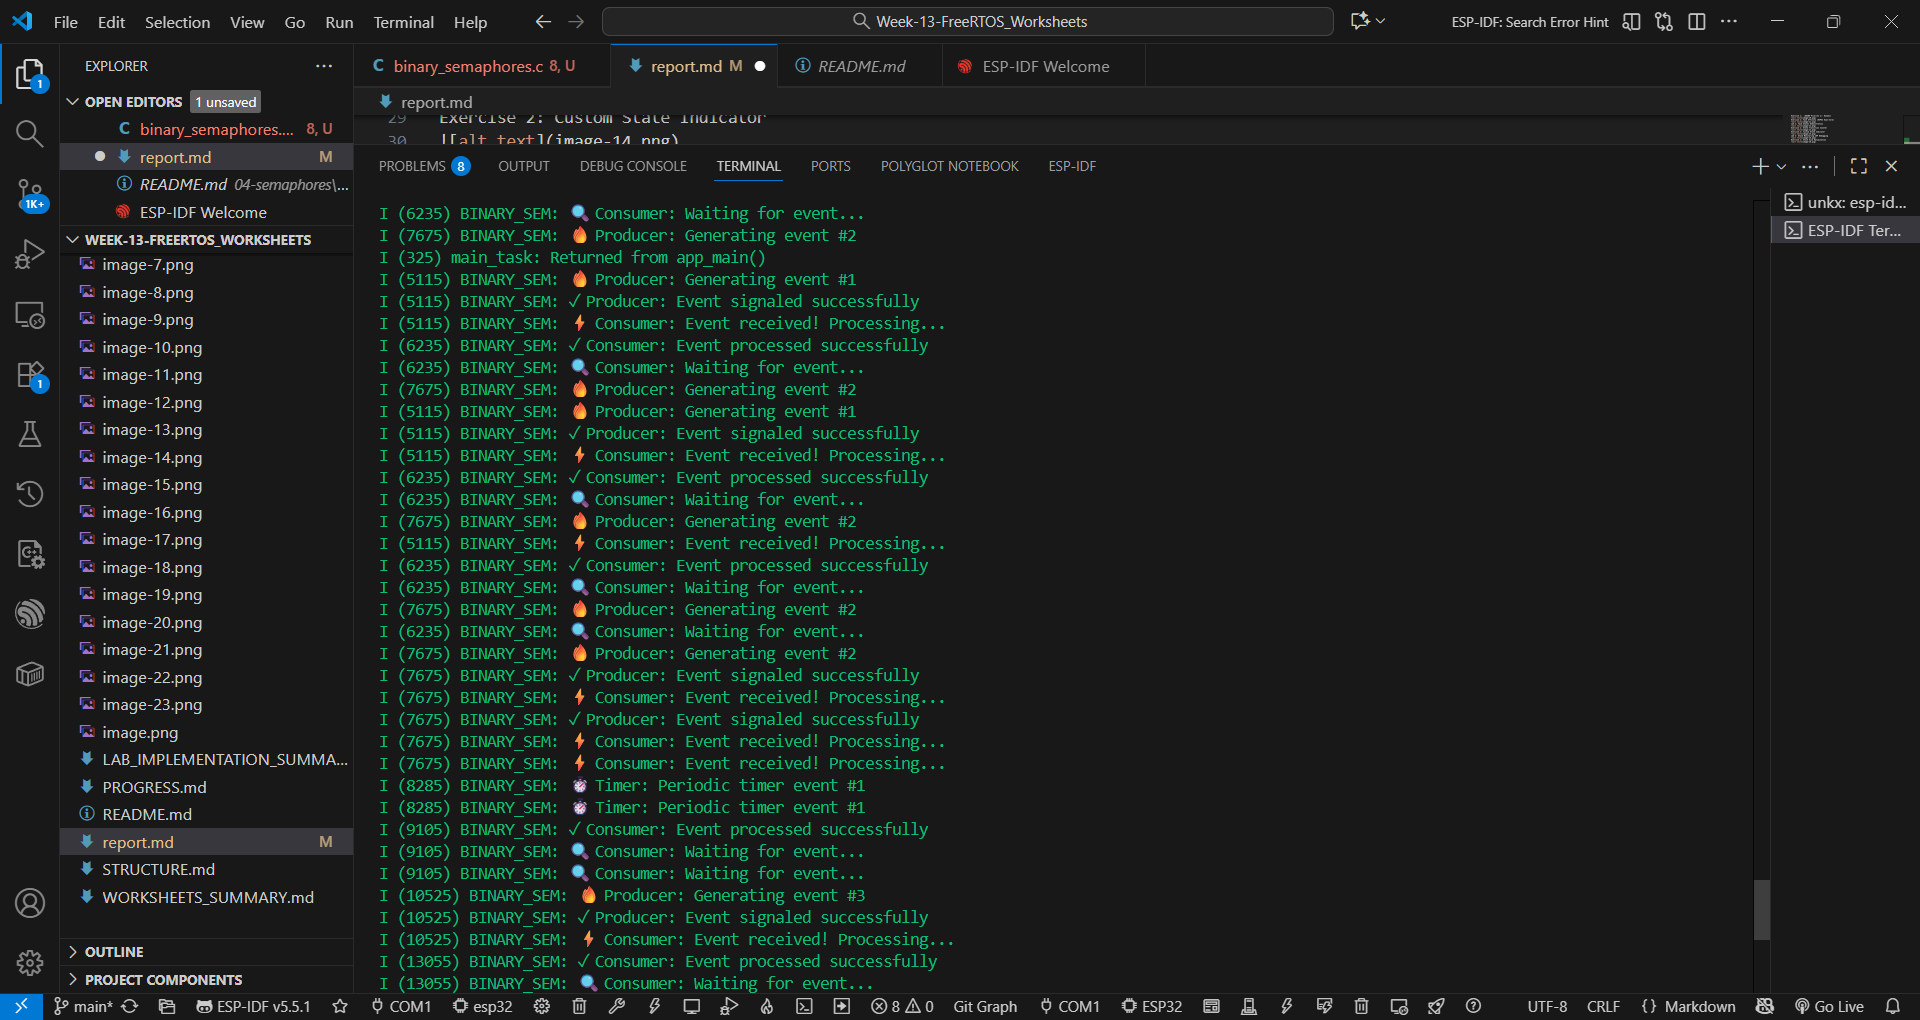 File Edit Selection View Go Run Terminal Help
Week-13-FreeRTOS_Worksheets
ESP-IDF: Search Error Hint
EXPLORER
OPEN EDITORS 1 unsaved
C binary_semaphores.... 8, U
report.md M
README.md 04-semaphores\...
ESP-IDF Welcome
WEEK-13-FREERTOS_WORKSHEETS
image-7.png
image-8.png
image-9.png
image-10.png
image-11.png
image-12.png
image-13.png
image-14.png
image-15.png
image-16.png
image-17.png
image-18.png
image-19.png
image-20.png
image-21.png
image-22.png
image-23.png
image.png
LAB_IMPLEMENTATION_SUMMA...
PROGRESS.md
README.md
report.md M
STRUCTURE.md
WORKSHEETS_SUMMARY.md
OUTLINE
PROJECT COMPONENTS
1
1K+
1
C binary_semaphores.c 8, U
report.md M
README.md
ESP-IDF Welcome
report.md
29 Exercise 2: Custom State Indicator
30 ![alt text](image-14.png)
PROBLEMS 8 OUTPUT DEBUG CONSOLE TERMINAL PORTS POLYGLOT NOTEBOOK ESP-IDF
I (6235) BINARY_SEM: 🔍 Consumer: Waiting for event...
I (7675) BINARY_SEM: 🔥 Producer: Generating event #2
I (325) main_task: Returned from app_main()
I (5115) BINARY_SEM: 🔥 Producer: Generating event #1
I (5115) BINARY_SEM: ✓ Producer: Event signaled successfully
I (5115) BINARY_SEM: ⚡ Consumer: Event received! Processing...
I (6235) BINARY_SEM: ✓ Consumer: Event processed successfully
I (6235) BINARY_SEM: 🔍 Consumer: Waiting for event...
I (7675) BINARY_SEM: 🔥 Producer: Generating event #2
I (5115) BINARY_SEM: 🔥 Producer: Generating event #1
I (5115) BINARY_SEM: ✓ Producer: Event signaled successfully
I (5115) BINARY_SEM: ⚡ Consumer: Event received! Processing...
I (6235) BINARY_SEM: ✓ Consumer: Event processed successfully
I (6235) BINARY_SEM: 🔍 Consumer: Waiting for event...
I (7675) BINARY_SEM: 🔥 Producer: Generating event #2
I (5115) BINARY_SEM: ⚡ Consumer: Event received! Processing...
I (6235) BINARY_SEM: ✓ Consumer: Event processed successfully
I (6235) BINARY_SEM: 🔍 Consumer: Waiting for event...
I (7675) BINARY_SEM: 🔥 Producer: Generating event #2
I (6235) BINARY_SEM: 🔍 Consumer: Waiting for event...
I (7675) BINARY_SEM: 🔥 Producer: Generating event #2
I (7675) BINARY_SEM: ✓ Producer: Event signaled successfully
I (7675) BINARY_SEM: ⚡ Consumer: Event received! Processing...
I (7675) BINARY_SEM: ✓ Producer: Event signaled successfully
I (7675) BINARY_SEM: ⚡ Consumer: Event received! Processing...
I (7675) BINARY_SEM: ⚡ Consumer: Event received! Processing...
I (8285) BINARY_SEM: ⏱ Timer: Periodic timer event #1
I (8285) BINARY_SEM: ⏱ Timer: Periodic timer event #1
I (9105) BINARY_SEM: ✓ Consumer: Event processed successfully
I (9105) BINARY_SEM: 🔍 Consumer: Waiting for event...
I (9105) BINARY_SEM: 🔍 Consumer: Waiting for event...
I (10525) BINARY_SEM: 🔥 Producer: Generating event #3
I (10525) BINARY_SEM: ✓ Producer: Event signaled successfully
I (10525) BINARY_SEM: ⚡ Consumer: Event received! Processing...
I (13055) BINARY_SEM: ✓ Consumer: Event processed successfully
I (13055) BINARY_SEM: 🔍 Consumer: Waiting for event...
unkx: esp-id...
ESP-IDF Ter...
main* ESP-IDF v5.5.1 COM1 esp32 8 0 Git Graph COM1 ESP32 UTF-8 CRLF {} Markdown Go Live